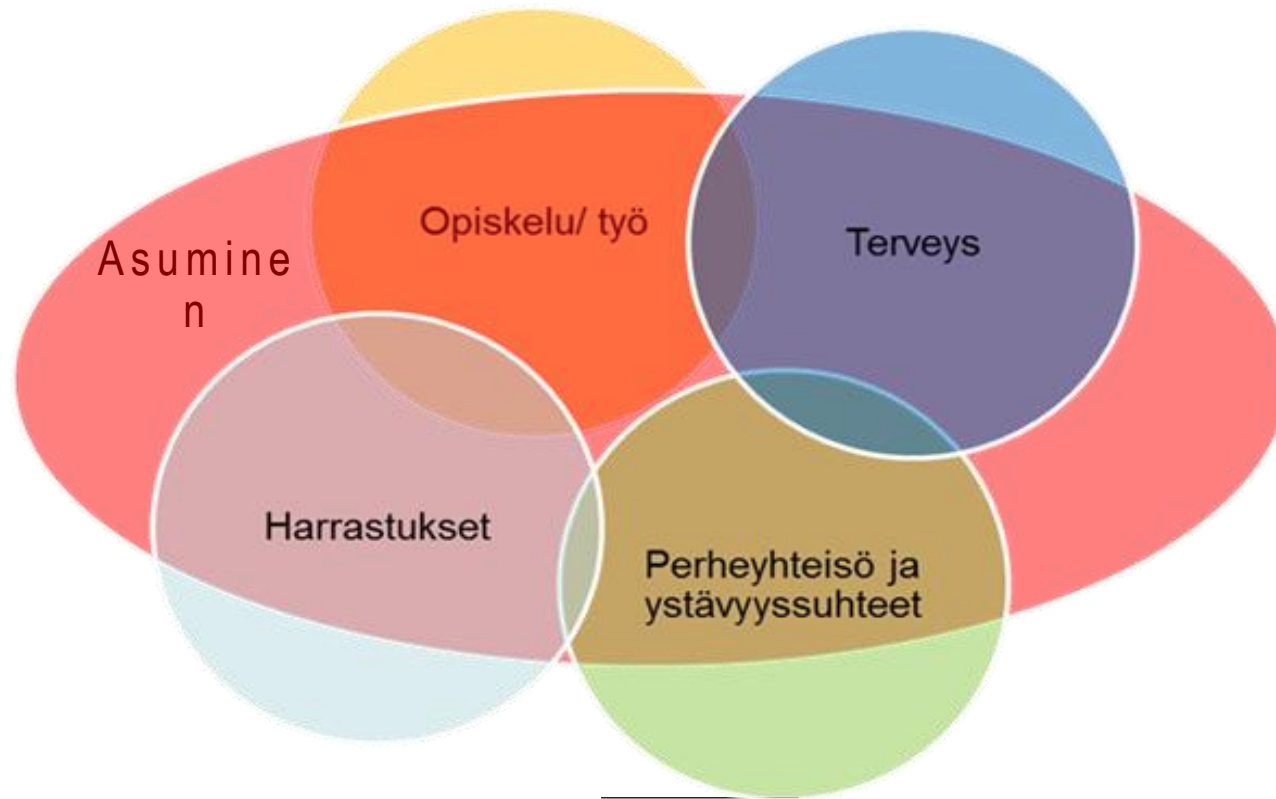 Opiskelu/ työ
Terveys
Asumine
n
Harrastukset
Perheyhteisö ja
ystävyyssuhteet